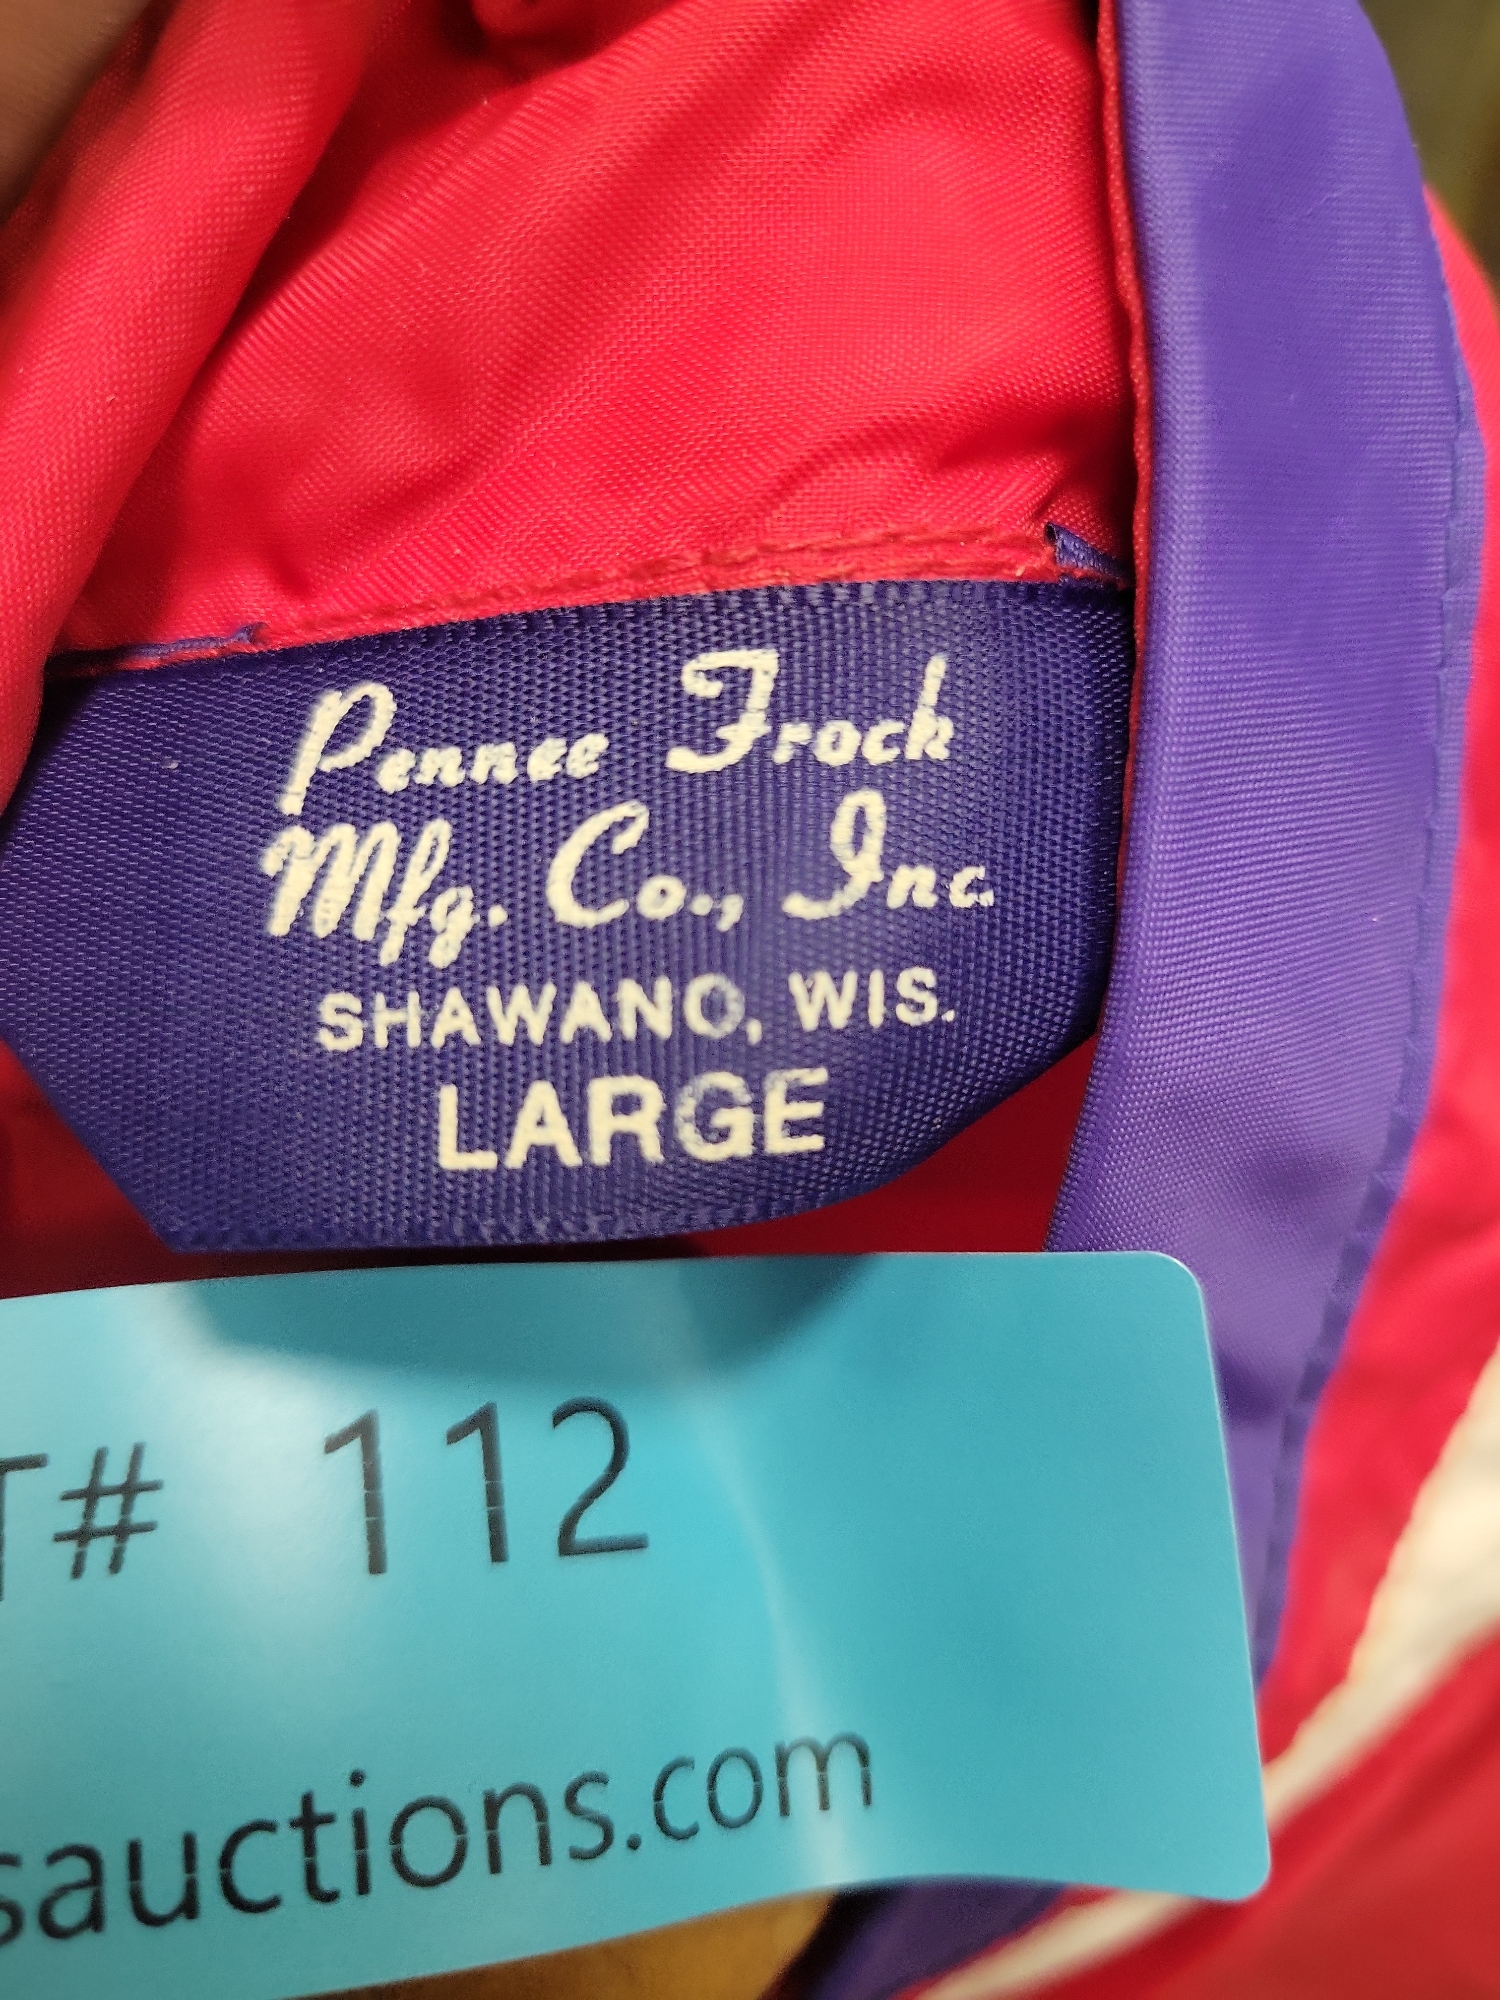 Pennee Frock
Mfg. Co., Inc.
SHAWANO, WIS.
LARGE
T# 112
sauctions.com